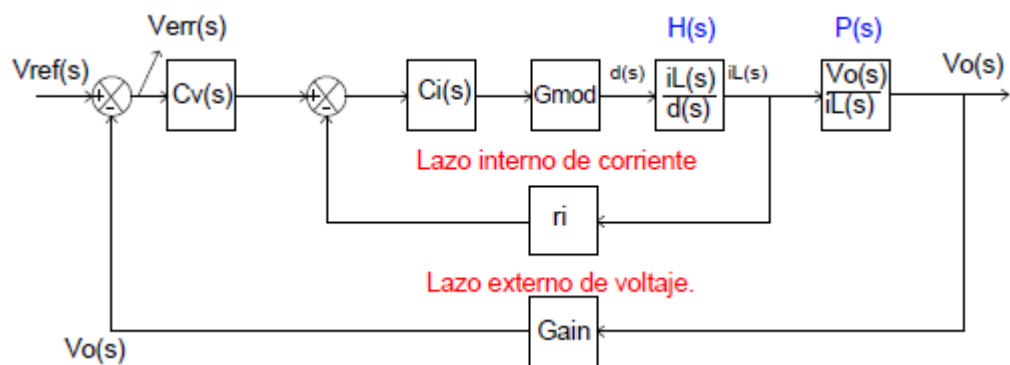 Verr(s)
H(s)
P(s)
Vref(s)
Cv(s)
Ci(s)
Gmod
d(s)
iL(s)
d(s)
iL(s)
Vo(s)
iL(s)
Vo(s)
Lazo interno de corriente
ri
Lazo externo de voltaje.
Gain
Vo(s)